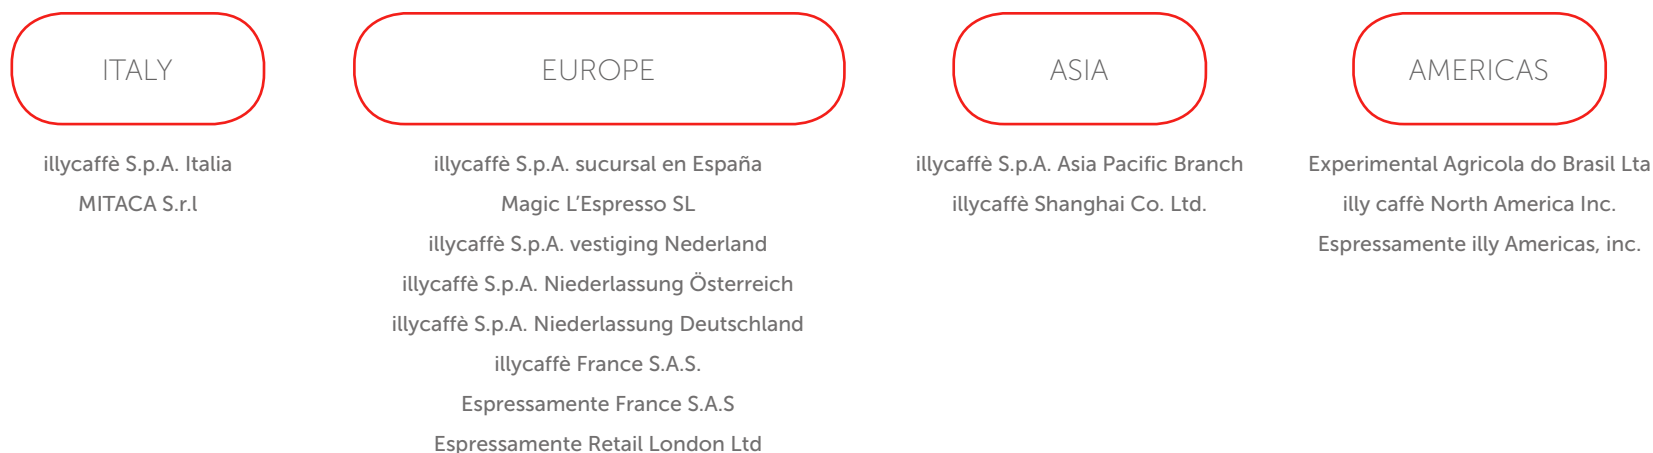 ITALY
illycaffè S.p.A. Italia
MITACA S.r.l
EUROPE
illycaffè S.p.A. sucursal en España
Magic L’Espresso SL
illycaffè S.p.A. vestiging Nederland
illycaffè S.p.A. Niederlassung Österreich
illycaffè S.p.A. Niederlassung Deutschland
illycaffè France S.A.S.
Espressamente France S.A.S
Espressamente Retail London Ltd
ASIA
illycaffè S.p.A. Asia Pacific Branch
illycaffè Shanghai Co. Ltd.
AMERICAS
Experimental Agricola do Brasil Lta
illy caffè North America Inc.
Espressamente illy Americas, inc.